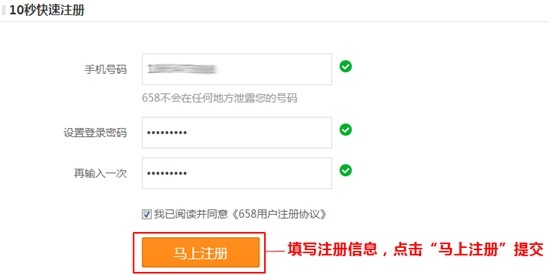 10秒快速注册
手机号码
658不会在任何地方泄露您的号码
设置登录密码 •••••••••
再输入一次 •••••••••
我已阅读并同意《658用户注册协议》
马上注册 填写注册信息，点击“马上注册”提交